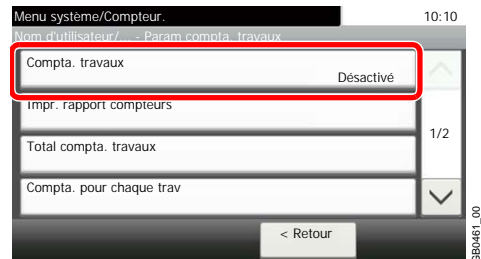 Menu système/Compteur. 10:10
Nom d'utilisateur/... - Param compta. travaux
Compta. travaux
Désactivé
Impr. rapport compteurs
1/2
Total compta. travaux
Compta. pour chaque trav
< Retour
GB0461_00